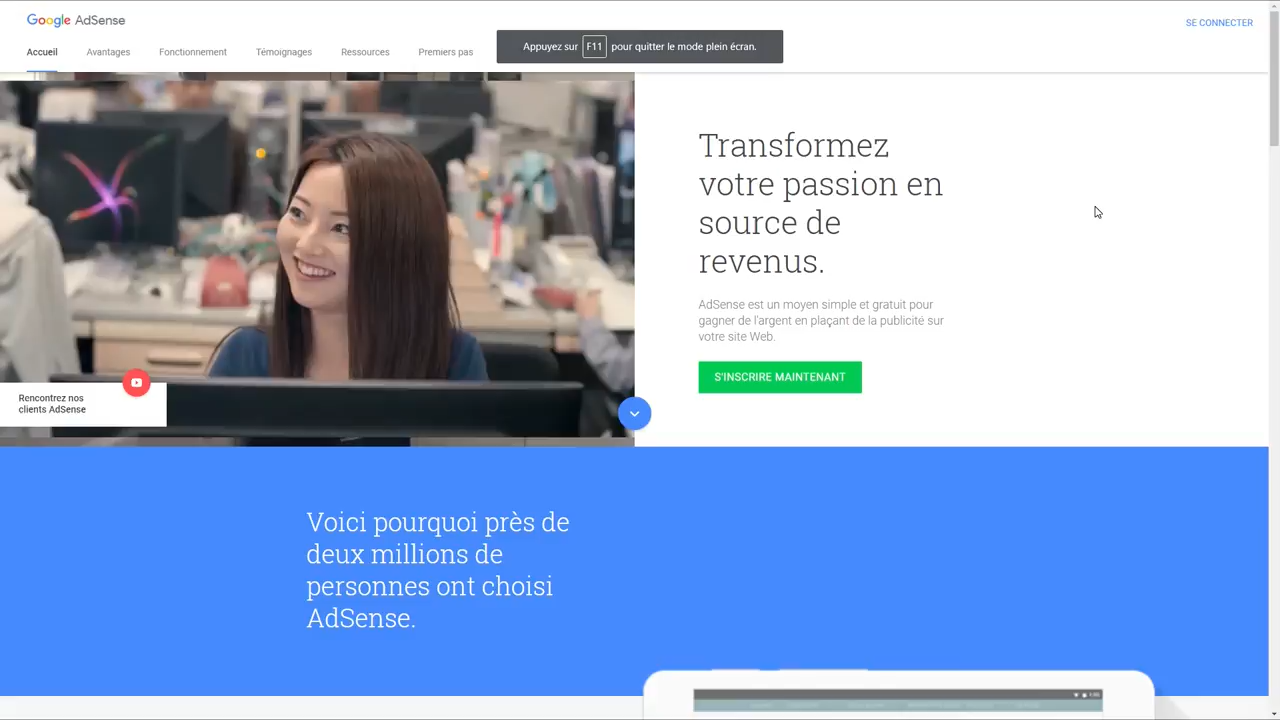 Google AdSense
SE CONNECTER
Accueil Avantages Fonctionnement Témoignages Ressources Premiers pas
Appuyez sur F11 pour quitter le mode plein écran.
Transformez
votre passion en
source de
revenus.
AdSense est un moyen simple et gratuit pour
gagner de l'argent en plaçant de la publicité sur
votre site Web.
S'INSCRIRE MAINTENANT
Rencontrez nos
clients AdSense
Voici pourquoi près de
deux millions de
personnes ont choisi
AdSense.